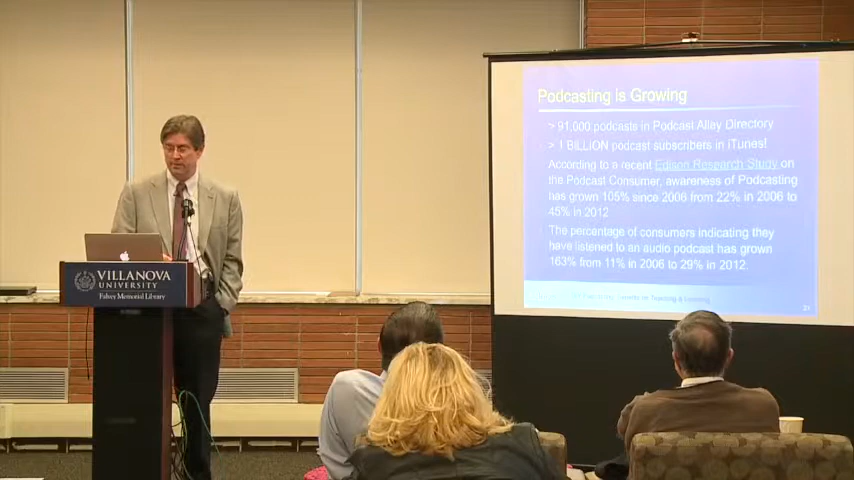 Podcasting is Growing
> 91,000 podcasts in Podcast Alley Directory
> 1 BILLION podcast subscribers in iTunes!
According to a recent Edison Research Study on
the Podcast Consumer, awareness of Podcasting
has grown 105% since 2006 from 22% in 2006 to
45% in 2012
The percentage of consumers indicating they
have listened to an audio podcast has grown
163% from 11% in 2006 to 29% in 2012.
Teaching & Learning
VILLANOVA
UNIVERSITY
Falvey Memorial Library